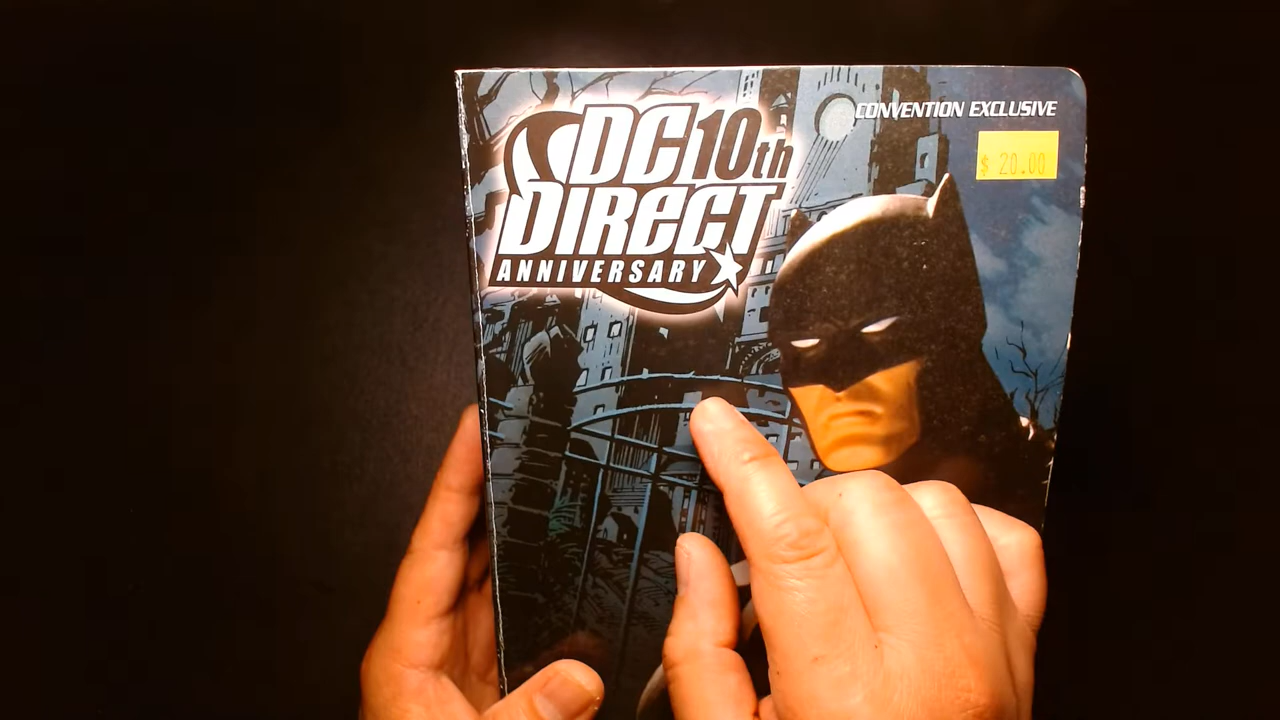 DC 10th
DIRECT
ANNIVERSARY
CONVENTION EXCLUSIVE
$ 20.00